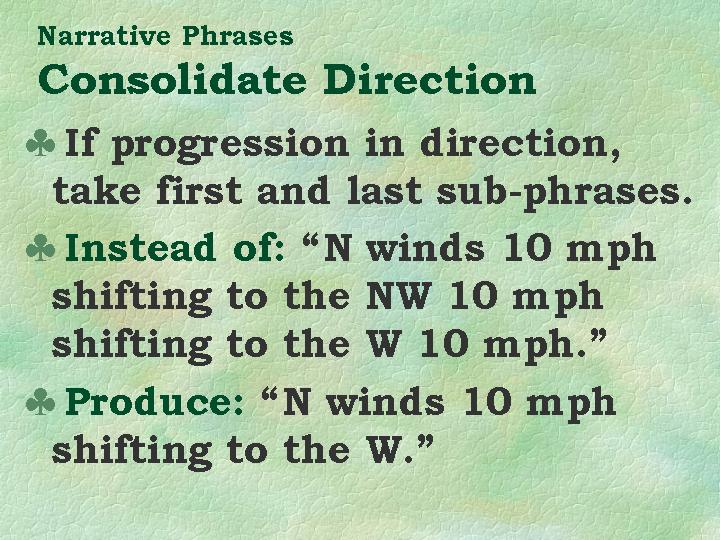 Narrative Phrases
Consolidate Direction
♣ If progression in direction,
take first and last sub-phrases.
♣ Instead of: “N winds 10 mph
shifting to the NW 10 mph
shifting to the W 10 mph.”
♣ Produce: “N winds 10 mph
shifting to the W.”